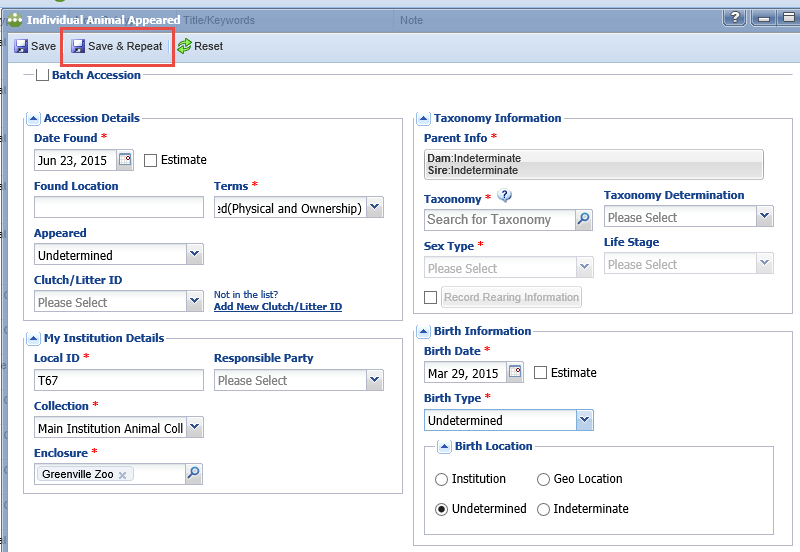 Individual Animal Appeared Title/Keywords Note
Save Save & Repeat Reset
Batch Accession
Accession Details
Date Found *
Jun 23, 2015 Estimate
Found Location Terms *
ed(Physical and Ownership)
Appeared
Undetermined
Clutch/Litter ID
Please Select
Not in the list?
Add New Clutch/Litter ID
My Institution Details
Local ID * Responsible Party
T67 Please Select
Collection *
Main Institution Animal Coll
Enclosure *
Greenville Zoo x
Taxonomy Information
Parent Info *
Dam:Indeterminate
Sire:Indeterminate
Taxonomy * ? Taxonomy Determination
Search for Taxonomy Please Select
Sex Type * Life Stage
Please Select Please Select
Record Rearing Information
Birth Information
Birth Date *
Mar 29, 2015 Estimate
Birth Type *
Undetermined
Birth Location
Institution Geo Location
Undetermined Indeterminate